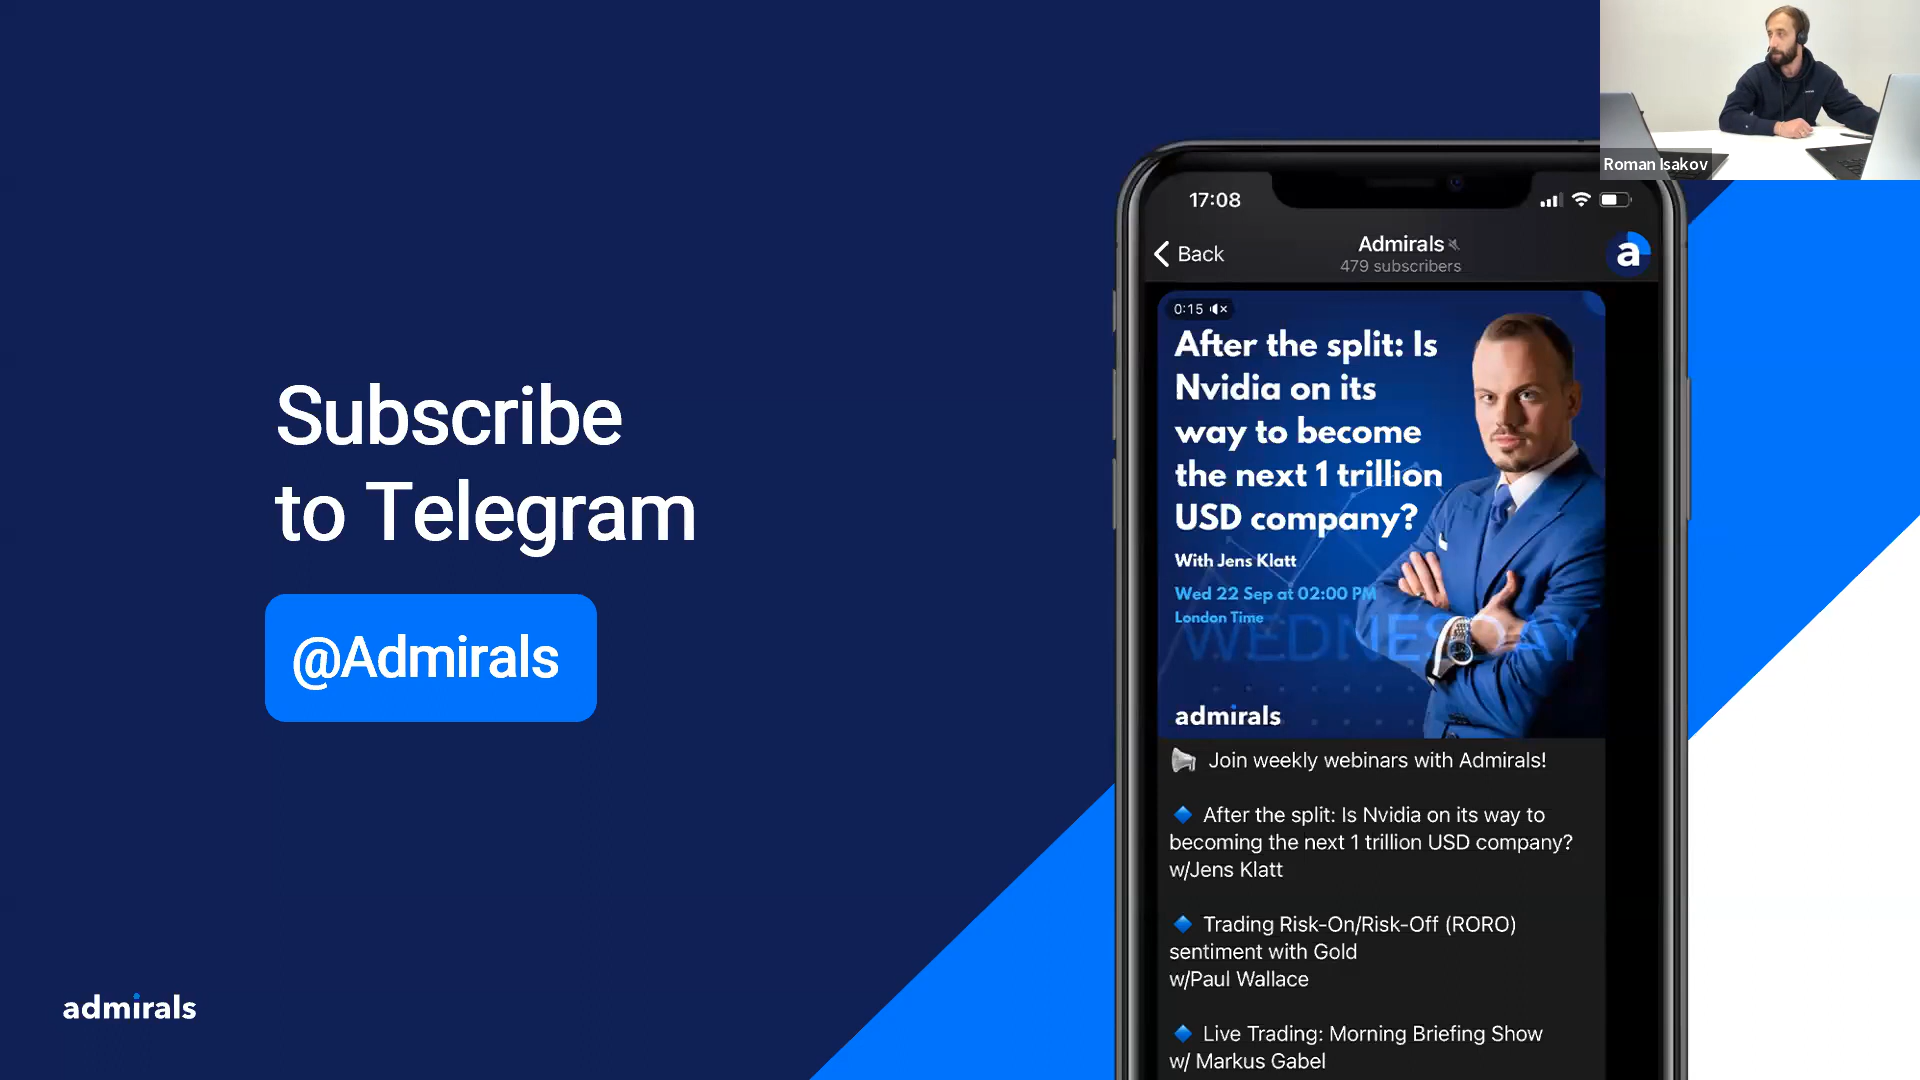 Subscribe
to Telegram
@Admirals
admirals
Roman Isakov
17:08
Back
Admirals
479 subscribers
a
0:15
After the split: Is
Nvidia on its
way to become
the next 1 trillion
USD company?
With Jens Klatt
Wed 22 Sep at 02:00 PM
London Time
WEDNESDAY
admirals
Join weekly webinars with Admirals!
After the split: Is Nvidia on its way to
becoming the next 1 trillion USD company?
w/Jens Klatt
Trading Risk-On/Risk-Off (RORO)
sentiment with Gold
w/Paul Wallace
Live Trading: Morning Briefing Show
w/ Markus Gabel